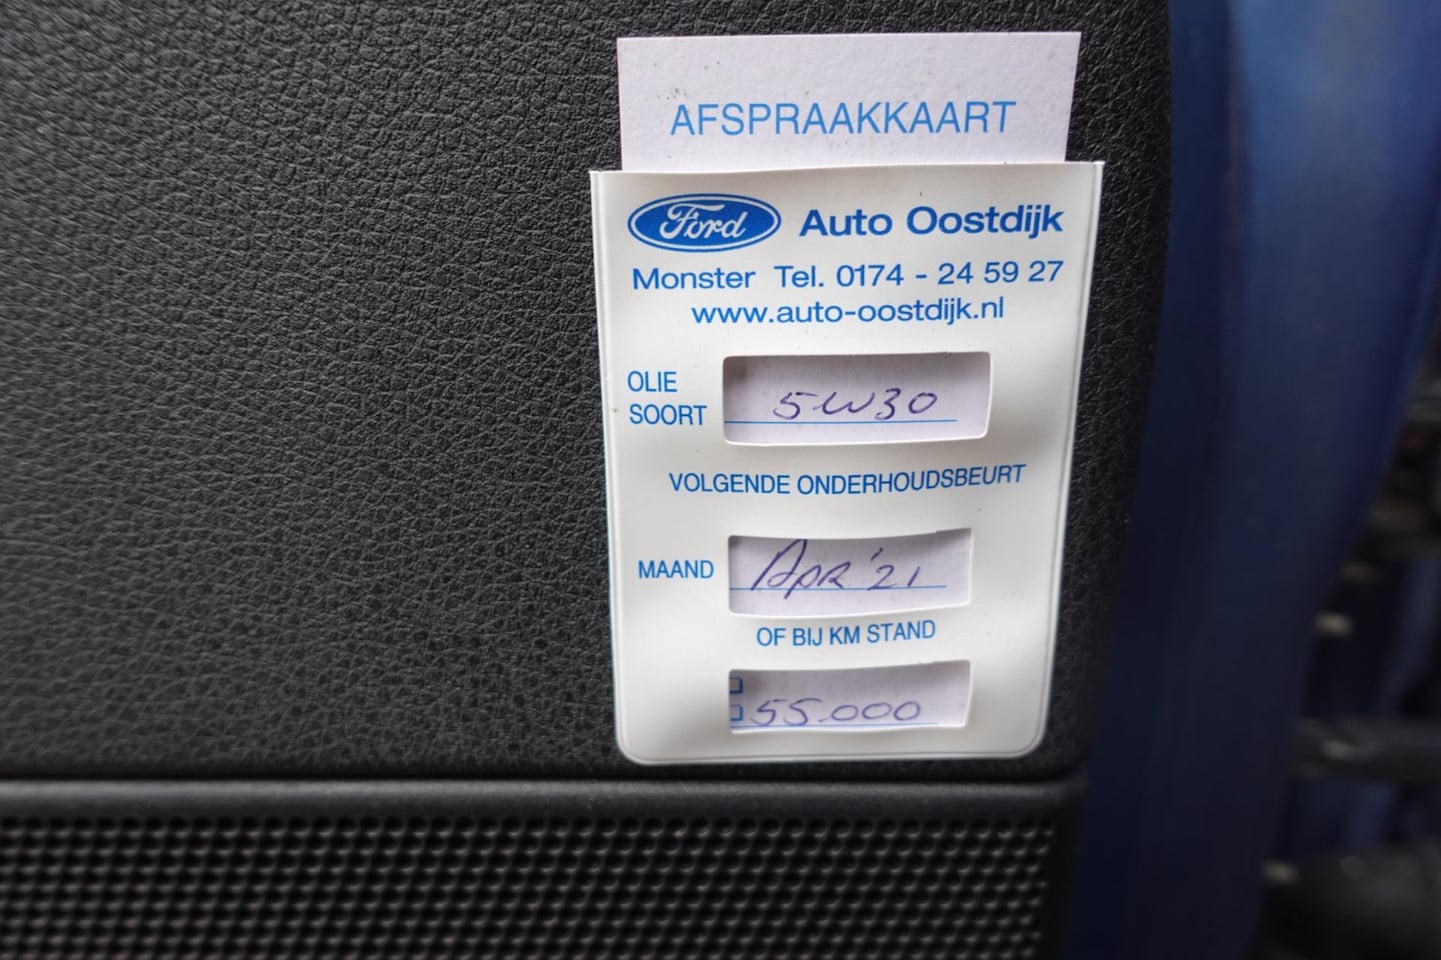 AFSPRAAKKAART
Ford Auto Oostdijk
Monster Tel. 0174 - 24 59 27
www.auto-oostdijk.nl
OLIE
SOORT
5W30
VOLGENDE ONDERHOUDSBEURT
MAAND Apr '21
OF BIJ KM STAND
55.000